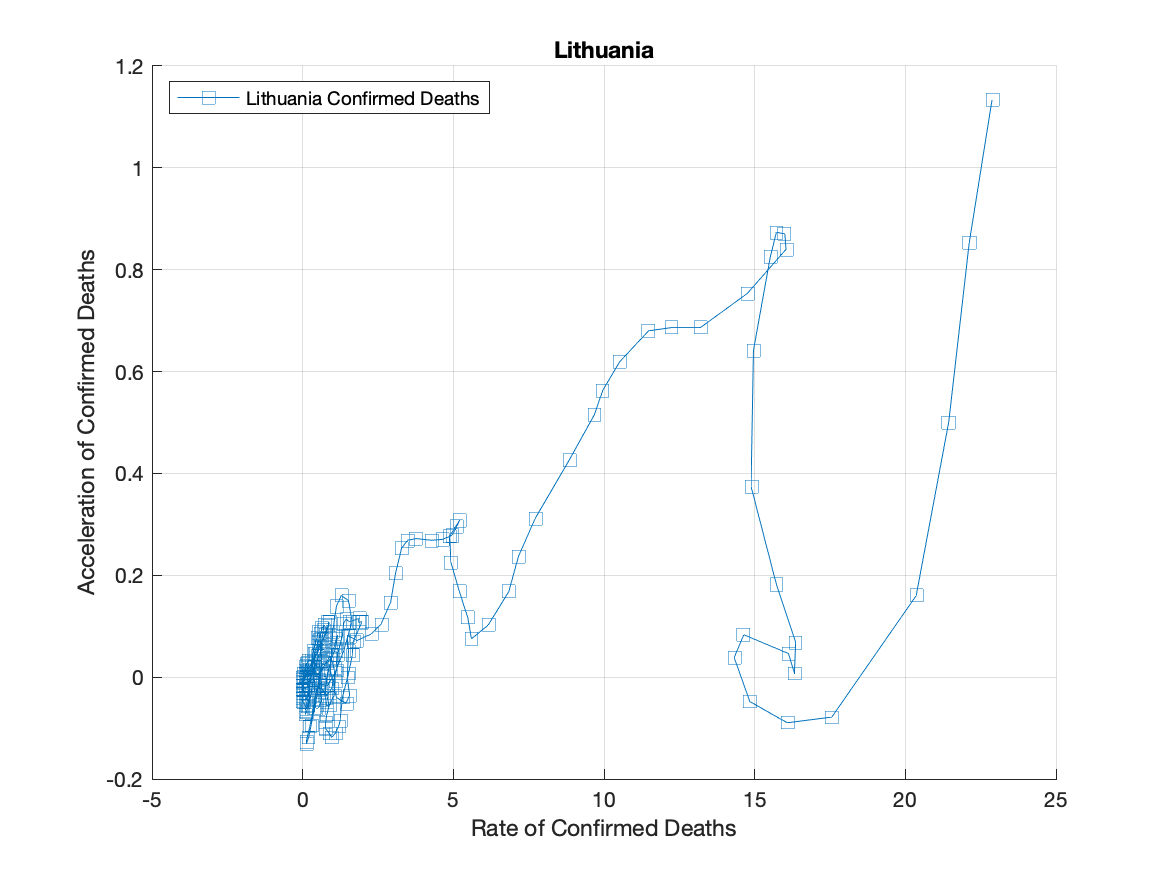 Lithuania
Lithuania Confirmed Deaths
1.2
1
0.8
0.6
0.4
0.2
0
-0.2
Acceleration of Confirmed Deaths
-5 0 5 10 15 20 25
Rate of Confirmed Deaths